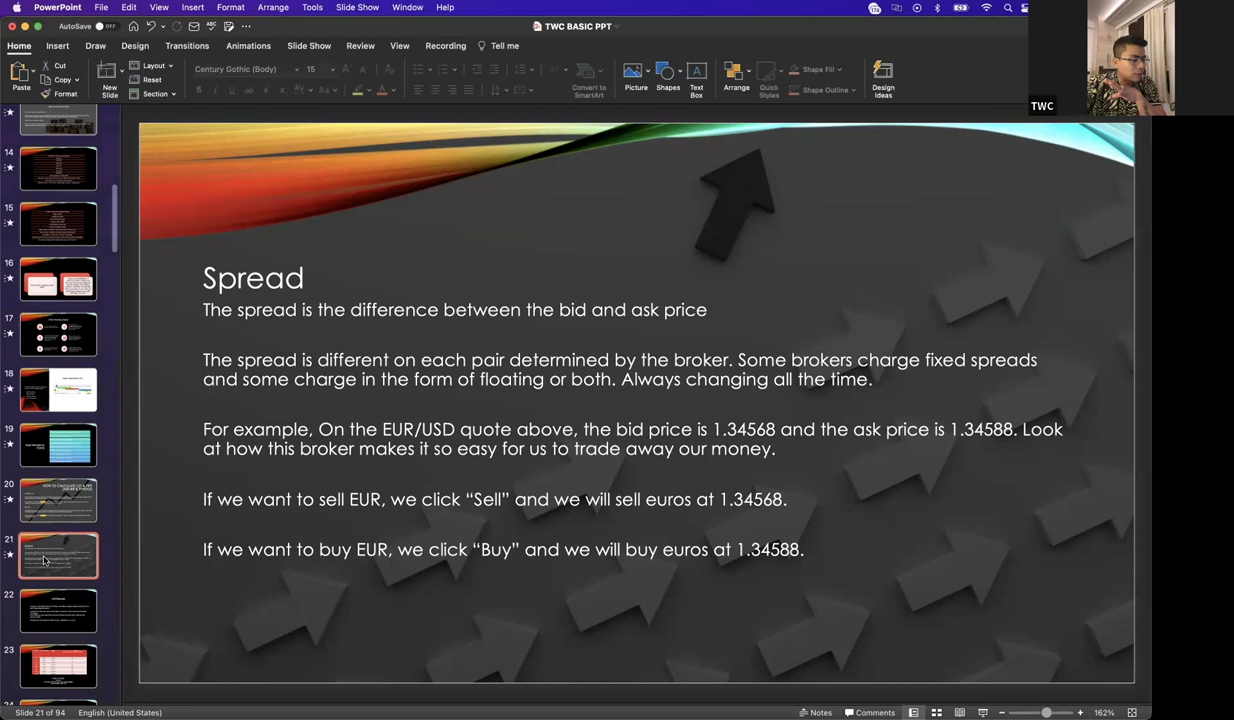 PowerPoint File Edit View Insert Format Arrange Tools Slide Show Window Help
AutoSave OFF TWC BASIC PPT
Home Insert Draw Design Transitions Animations Slide Show Review View Recording Tell me
Paste Cut Copy Format New Slide Layout Reset Section Century Gothic (Body) 15 Convert to SmartArt Picture Shapes Text Box Arrange Quick Styles Shape Fill Shape Outline Design Ideas
TWC
14
15
16
17
18
19
20
21
22
23
Spread
The spread is the difference between the bid and ask price
The spread is different on each pair determined by the broker. Some brokers charge fixed spreads
and some charge in the form of floating or both. Always changing all the time.
For example, On the EUR/USD quote above, the bid price is 1.34568 and the ask price is 1.34588. Look
at how this broker makes it so easy for us to trade away our money.
If we want to sell EUR, we click “Sell” and we will sell euros at 1.34568.
If we want to buy EUR, we click “Buy” and we will buy euros at 1.34588.
Slide 21 of 94 English (United States) Notes Comments 162%